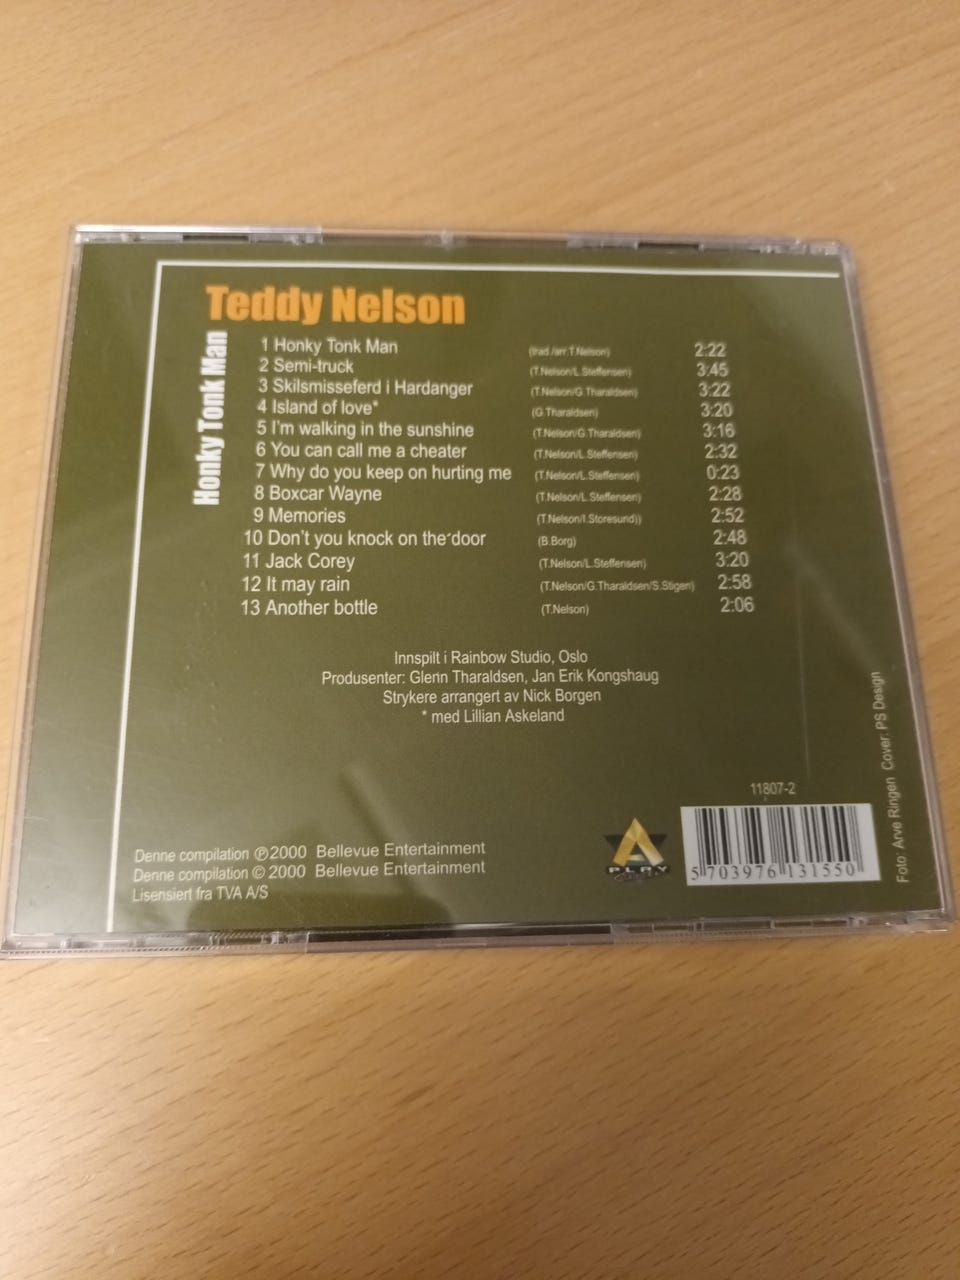 Teddy Nelson
Honky Tonk Man
1 Honky Tonk Man (trad./arr.T.Nelson) 2:22
2 Semi-truck (T.Nelson/L.Steffensen) 3:45
3 Skilsmisseferd i Hardanger (T.Nelson/G.Tharaldsen) 3:22
4 Island of love* (G.Tharaldsen) 3:20
5 I'm walking in the sunshine (T.Nelson/G.Tharaldsen) 3:16
6 You can call me a cheater (T.Nelson/L.Steffensen) 2:32
7 Why do you keep on hurting me (T.Nelson/L.Steffensen) 0:23
8 Boxcar Wayne (T.Nelson/L.Steffensen) 2:28
9 Memories (T.Nelson/I.Storesund)) 2:52
10 Don't you knock on the door (B.Borg) 2:48
11 Jack Corey (T.Nelson/L.Steffensen) 3:20
12 It may rain (T.Nelson/G.Tharaldsen/S.Stigen) 2:58
13 Another bottle (T.Nelson) 2:06
Innspilt i Rainbow Studio, Oslo
Produsenter: Glenn Tharaldsen, Jan Erik Kongshaug
Strykere arrangert av Nick Borgen
* med Lillian Askeland
11807-2
Denne compilation ℗2000 Bellevue Entertainment
Denne compilation ©2000 Bellevue Entertainment
Lisensiert fra TVA A/S
PLAY
5 703976 131550
Foto: Arve Ringen Cover: PS Design